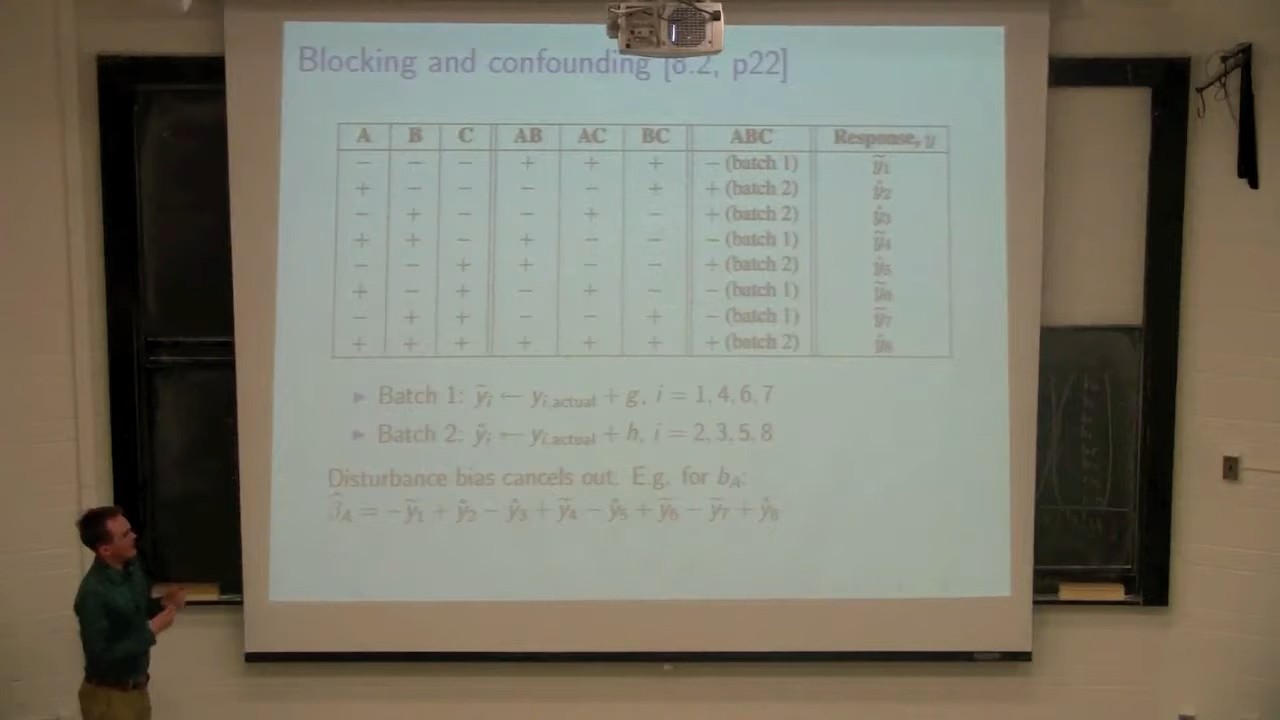 Blocking and confounding [8.2, p22]
A B C AB AC BC ABC Response, y
− − − + + + − (batch 1) ỹ₁
+ − − − − + + (batch 2) ŷ₂
− + − − + − + (batch 2) ŷ₃
+ + − + − − − (batch 1) ỹ₄
− − + + − − + (batch 2) ŷ₅
+ − + − + − − (batch 1) ỹ₆
− + + − − + − (batch 1) ỹ₇
+ + + + + + + (batch 2) ŷ₈
► Batch 1: ỹᵢ ← yᵢ,actual + g, i = 1, 4, 6, 7
► Batch 2: ŷᵢ ← yᵢ,actual + h, i = 2, 3, 5, 8
Disturbance bias cancels out. E.g. for b_A:
β̂_A = −ỹ₁ + ŷ₂ − ŷ₃ + ỹ₄ − ŷ₅ + ỹ₆ − ỹ₇ + ŷ₈